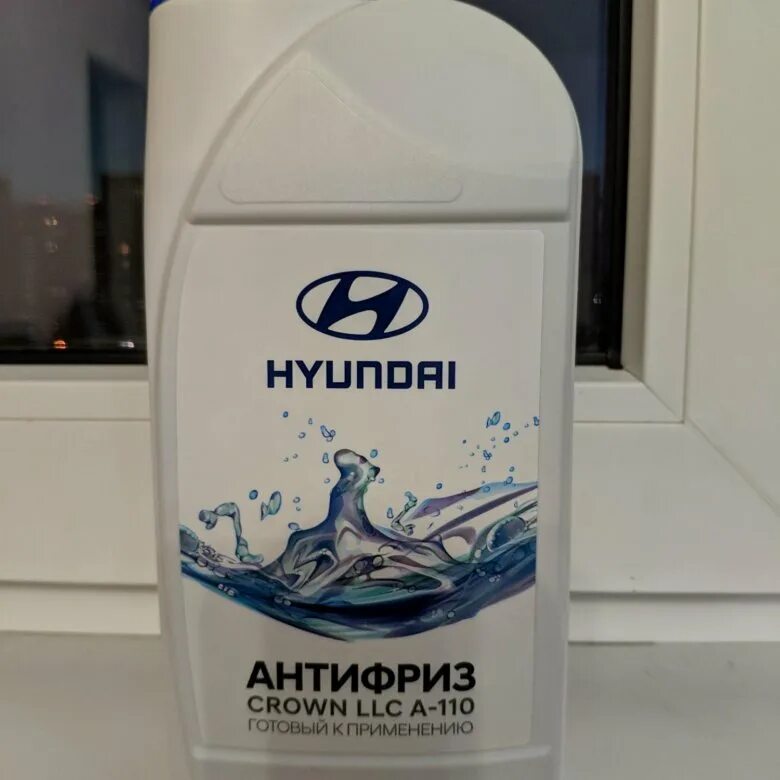 HYUNDAI
АНТИФРИЗ
CROWN LLC A-110
ГОТОВЫЙ К ПРИМЕНЕНИЮ